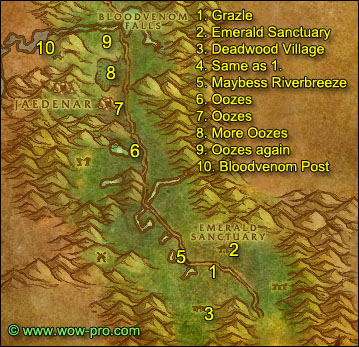 BLOODVENOM
FALLS
1. Grazle
2. Emerald Sanctuary
3. Deadwood Village
4. Same as 1.
5. Maybess Riverbreeze
6. Oozes
7. Oozes
8. More Oozes
9. Oozes again
10. Bloodvenom Post
10
9
8
JAEDENAR
7
6
EMERALD
SANCTUARY
2
5
1
3
© www.wow-pro.com